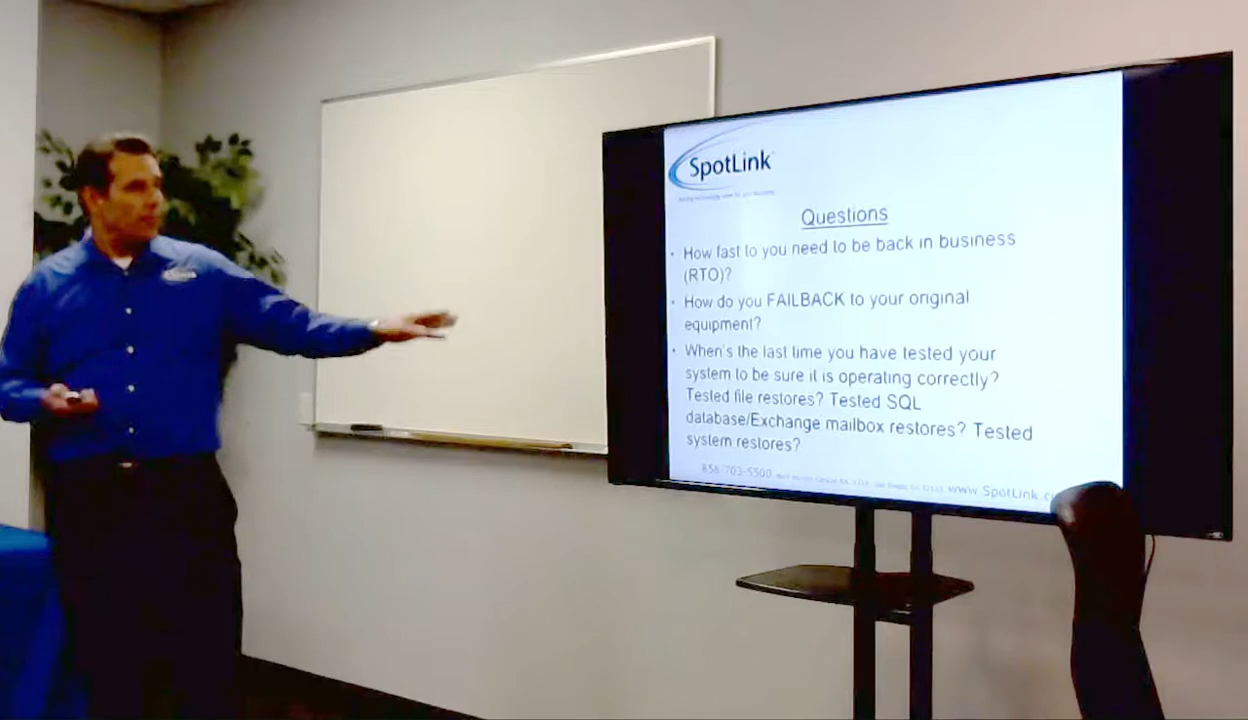 SpotLink
Questions
• How fast to you need to be back in business
(RTO)?
• How do you FAILBACK to your original
equipment?
• When's the last time you have tested your
system to be sure it is operating correctly?
Tested file restores? Tested SQL
database/Exchange mailbox restores? Tested
system restores?
858-703-5500 www.SpotLink.c